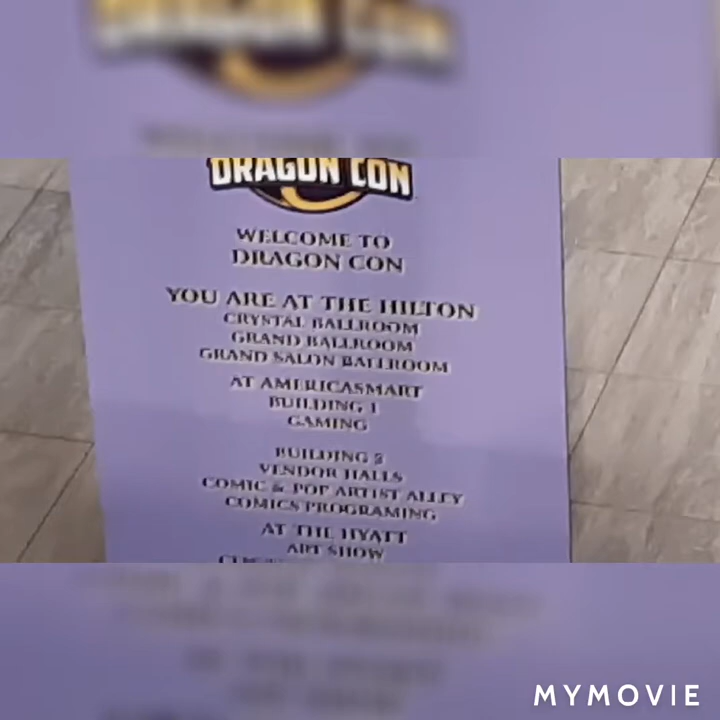 DRAGON CON
WELCOME TO
DRAGON CON
YOU ARE AT THE HILTON
CRYSTAL BALLROOM
GRAND BALLROOM
GRAND SALON BALLROOM
AT AMERICASMART
BUILDING 1
GAMING
BUILDING 2
VENDOR HALLS
COMIC & POP ARTIST ALLEY
COMICS PROGRAMING
AT THE HYATT
ART SHOW
MYMOVIE